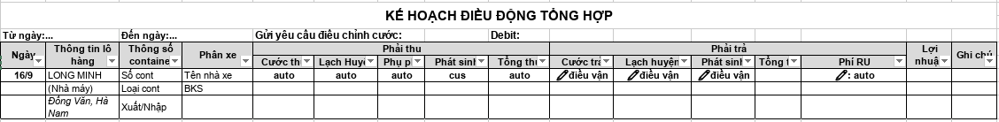 KẾ HOẠCH ĐIỀU ĐỘNG TỔNG HỢP
Từ ngày:... Đến ngày:... Gửi yêu cầu điều chỉnh cước: Debit:
Ngày Thông tin lô hàng Thông số containe Phân xe Phải thu Phải trả Lợi nhuậ Ghi chú
Cước th Lạch Huyệ Phụ p Phát sinh Tổng thu Cước trả Lạch huyện Phát sinh Tổng t Phí RU
16/9 LONG MINH Số cont Tên nhà xe auto auto auto cus auto điều vận điều vận điều vận : auto
(Nhà máy) Loại cont BKS
Đồng Văn, Hà Nam Xuất/Nhập